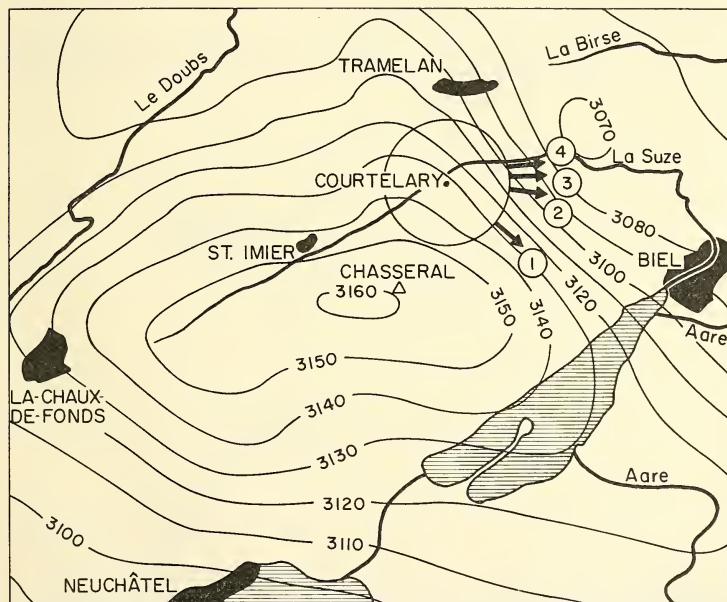 La Birse
Le Doubs
TRAMELAN
3070
4
La Suze
COURTELARY
3
2
3080
ST. IMIER
1
3100
BIEL
CHASSERAL
3160
3120
3150
3140
Aare
3150
LA-CHAUX-
DE-FONDS
3140
3130
Aare
3120
3100
3110
NEUCHÂTEL